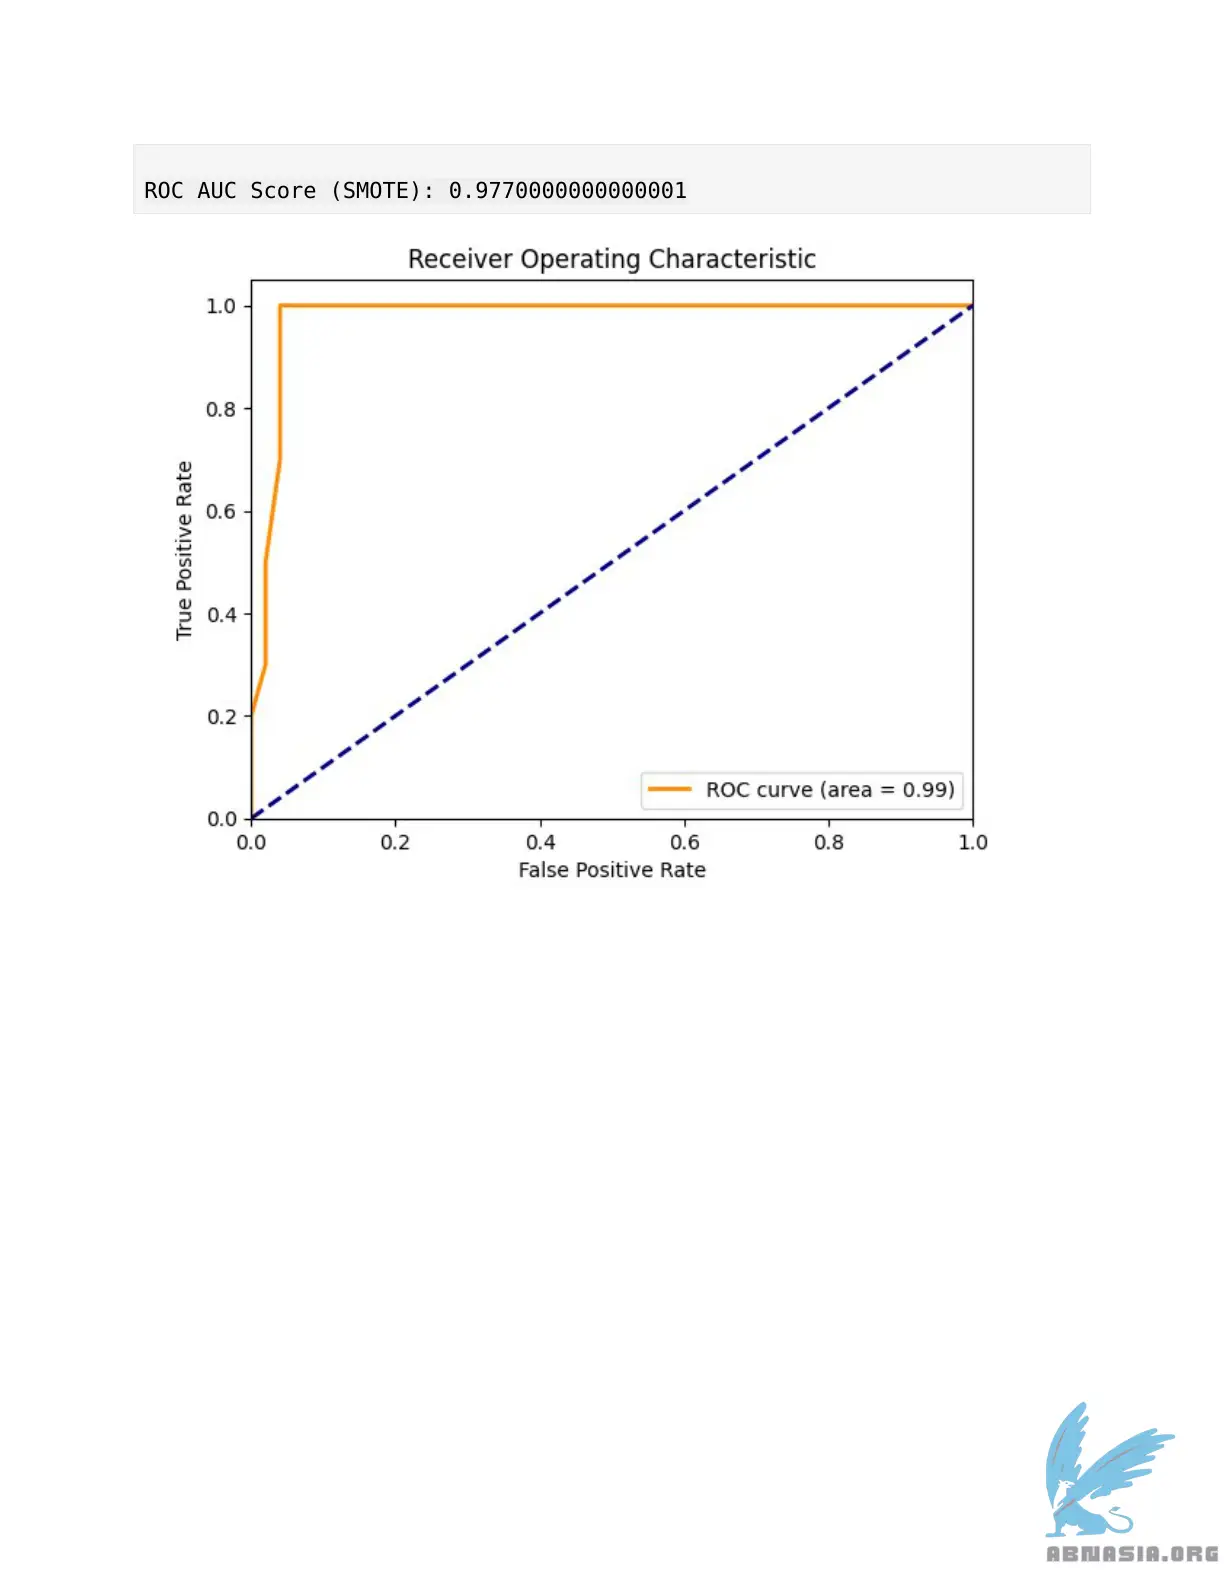 ROC AUC Score (SMOTE): 0.9770000000000001
Receiver Operating Characteristic
1.0
0.8
0.6
0.4
0.2
0.0
True Positive Rate
ROC curve (area = 0.99)
0.0 0.2 0.4 0.6 0.8 1.0
False Positive Rate
ABNASIA.ORG